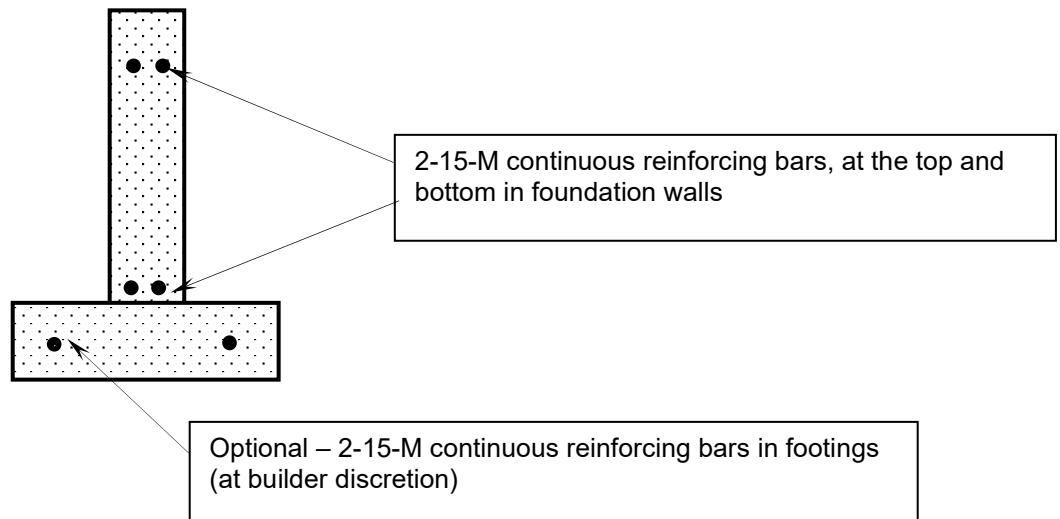 2-15-M continuous reinforcing bars, at the top and
bottom in foundation walls
Optional – 2-15-M continuous reinforcing bars in footings
(at builder discretion)